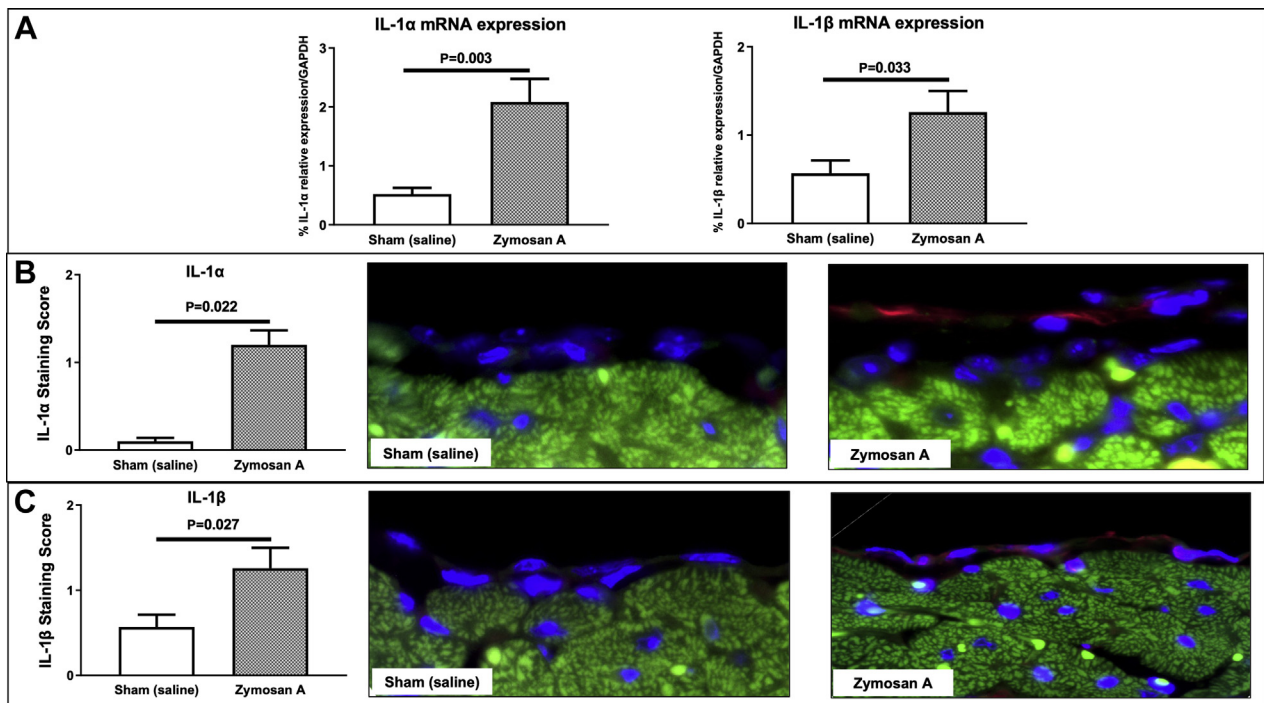 A
IL-1α mRNA expression
% IL-1α relative expression/GAPDH
3
2
1
0
P=0.003
Sham (saline)
Zymosan A
IL-1β mRNA expression
% IL-1β relative expression/GAPDH
2
1
0
P=0.033
Sham (saline)
Zymosan A
B
IL-1α
IL-1α Staining Score
2
1
0
P=0.022
Sham (saline)
Zymosan A
Sham (saline)
Zymosan A
C
IL-1β
IL-1β Staining Score
2
1
0
P=0.027
Sham (saline)
Zymosan A
Sham (saline)
Zymosan A